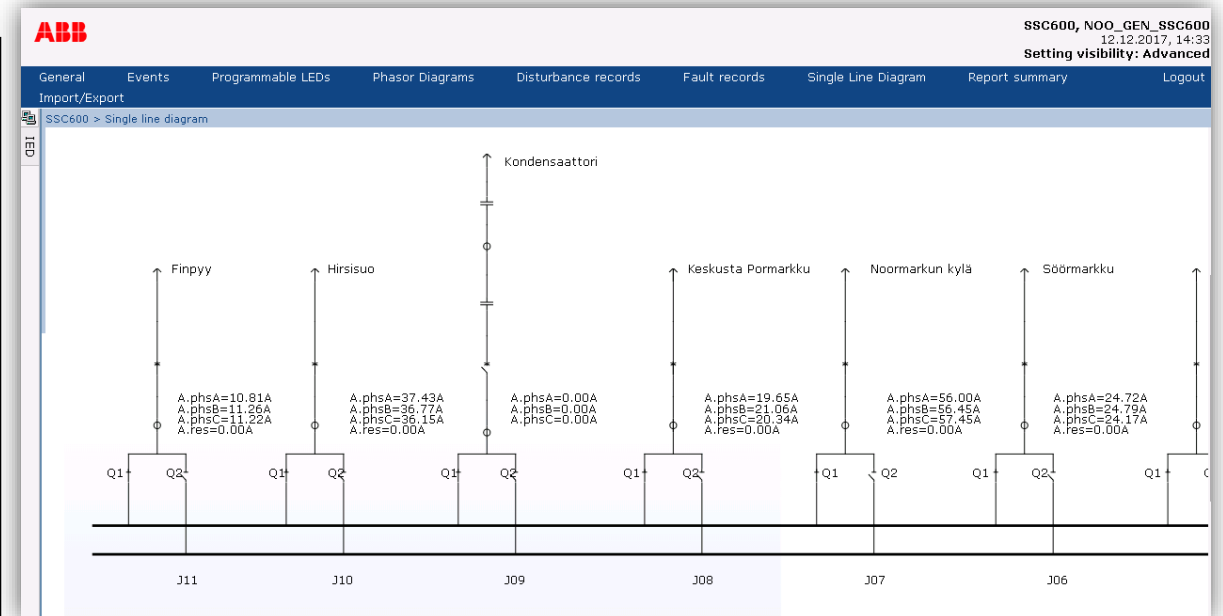 ABB
SSC600, NOO_GEN_SSC600
12.12.2017, 14:33
Setting visibility: Advanced
General Events Programmable LEDs Phasor Diagrams Disturbance records Fault records Single Line Diagram Report summary Logout
Import/Export
SSC600 > Single line diagram
IED
Kondensaattori
Finpyy Hirsisuo Keskusta Pormarkku Noormarkun kylä Söörmarkku
A.phsA=10.81A A.phsA=37.43A A.phsA=0.00A A.phsA=19.65A A.phsA=56.00A A.phsA=24.72A
A.phsB=11.26A A.phsB=36.77A A.phsB=0.00A A.phsB=21.06A A.phsB=56.45A A.phsB=24.79A
A.phsC=11.22A A.phsC=36.15A A.phsC=0.00A A.phsC=20.34A A.phsC=57.45A A.phsC=24.17A
A.res=0.00A A.res=0.00A A.res=0.00A A.res=0.00A A.res=0.00A
Q1 Q2 Q1 Q2 Q1 Q2 Q1 Q2 Q1 Q2 Q1 Q2 Q1
J11 J10 J09 J08 J07 J06